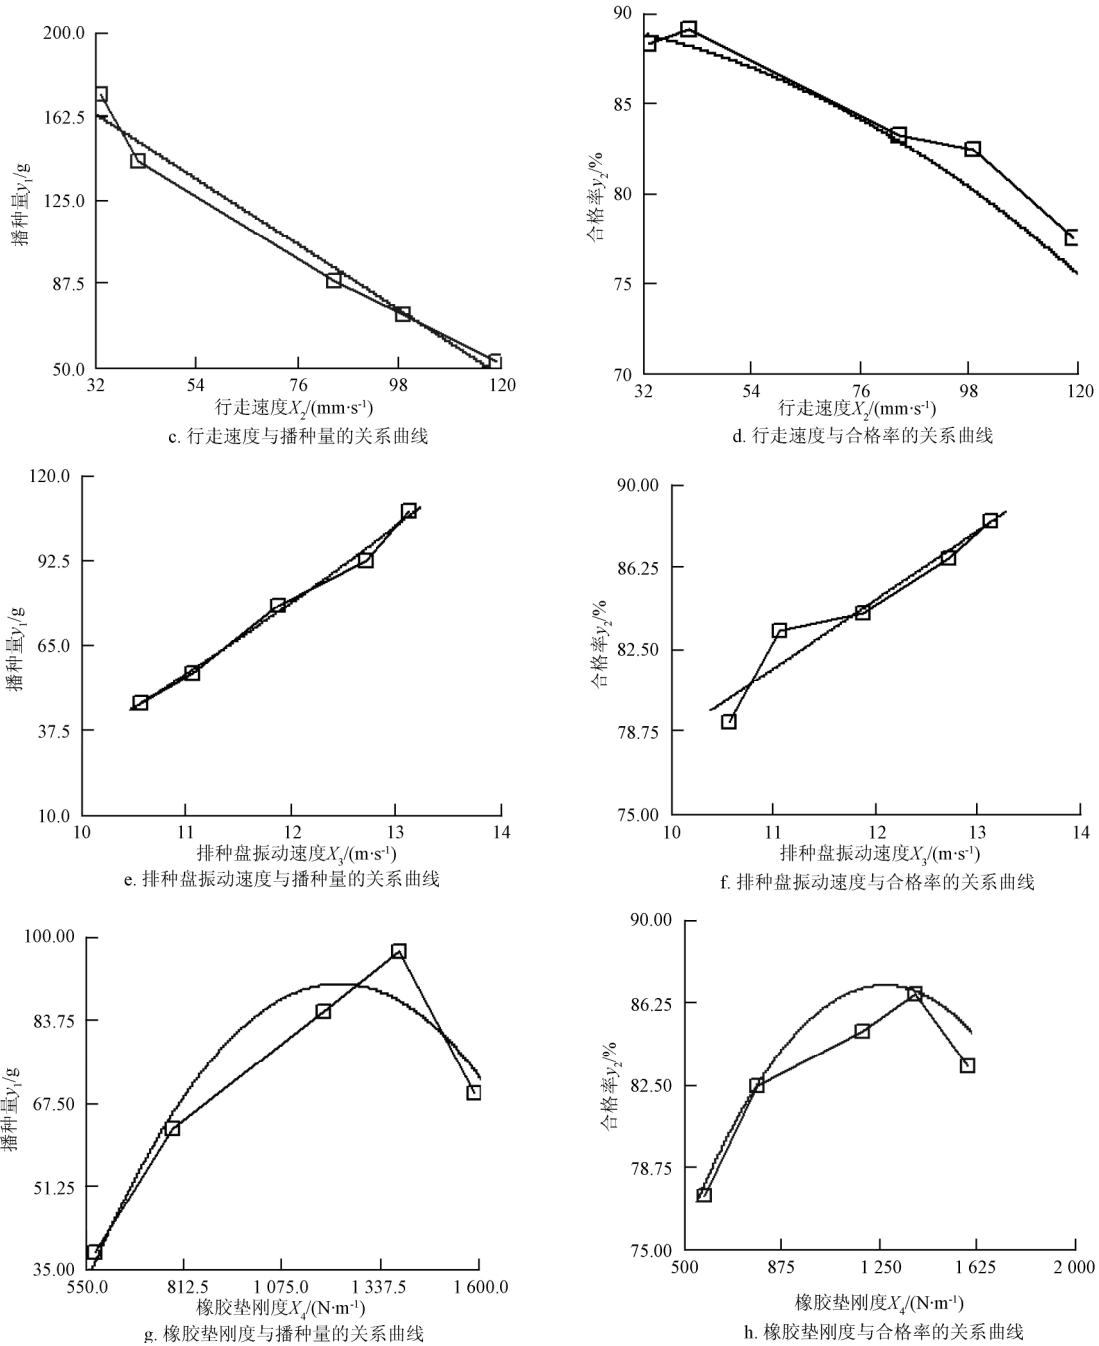 200.0
162.5
125.0
87.5
50.0
播种量y₁/g
32 54 76 98 120
行走速度X₂/(mm·s⁻¹)
c. 行走速度与播种量的关系曲线
90
85
80
75
70
合格率y₂/%
32 54 76 98 120
行走速度X₂/(mm·s⁻¹)
d. 行走速度与合格率的关系曲线
120.0
92.5
65.0
37.5
10.0
播种量y₁/g
10 11 12 13 14
排种盘振动速度X₃/(m·s⁻¹)
e. 排种盘振动速度与播种量的关系曲线
90.00
86.25
82.50
78.75
75.00
合格率y₂/%
10 11 12 13 14
排种盘振动速度X₃/(m·s⁻¹)
f. 排种盘振动速度与合格率的关系曲线
100.00
83.75
67.50
51.25
35.00
播种量y₁/g
550.0 812.5 1 075.0 1 337.5 1 600.0
橡胶垫刚度X₄/(N·m⁻¹)
g. 橡胶垫刚度与播种量的关系曲线
90.00
86.25
82.50
78.75
75.00
合格率y₂/%
500 875 1 250 1 625 2 000
橡胶垫刚度X₄/(N·m⁻¹)
h. 橡胶垫刚度与合格率的关系曲线